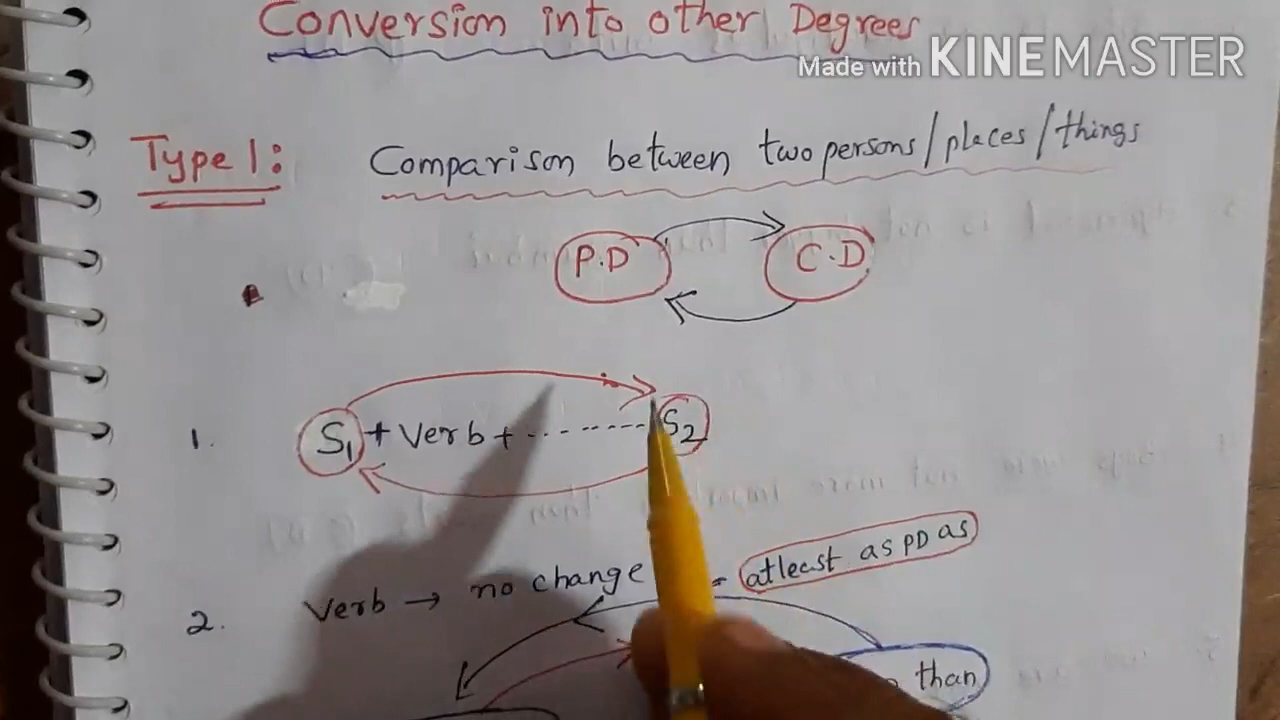 Conversion into other Degrees
Made with KINEMASTER
Type 1: Comparison between two persons/places/things
P.D C.D
1. S1 + Verb + ........ S2
2. Verb → no change - atleast as PD as
than